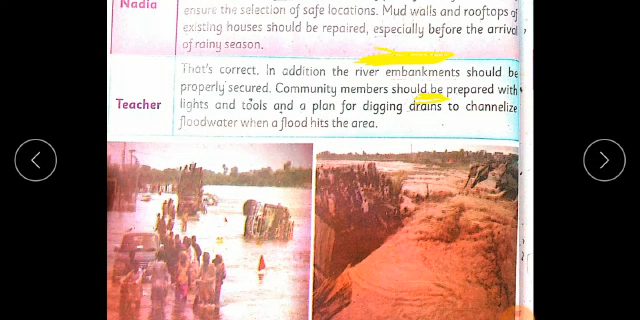 Nadia
ensure the selection of safe locations. Mud walls and rooftops of
existing houses should be repaired, especially before the arrival
of rainy season.
Teacher
That's correct. In addition the river embankments should be
properly secured. Community members should be prepared with
lights and tools and a plan for digging drains to channelize
floodwater when a flood hits the area.